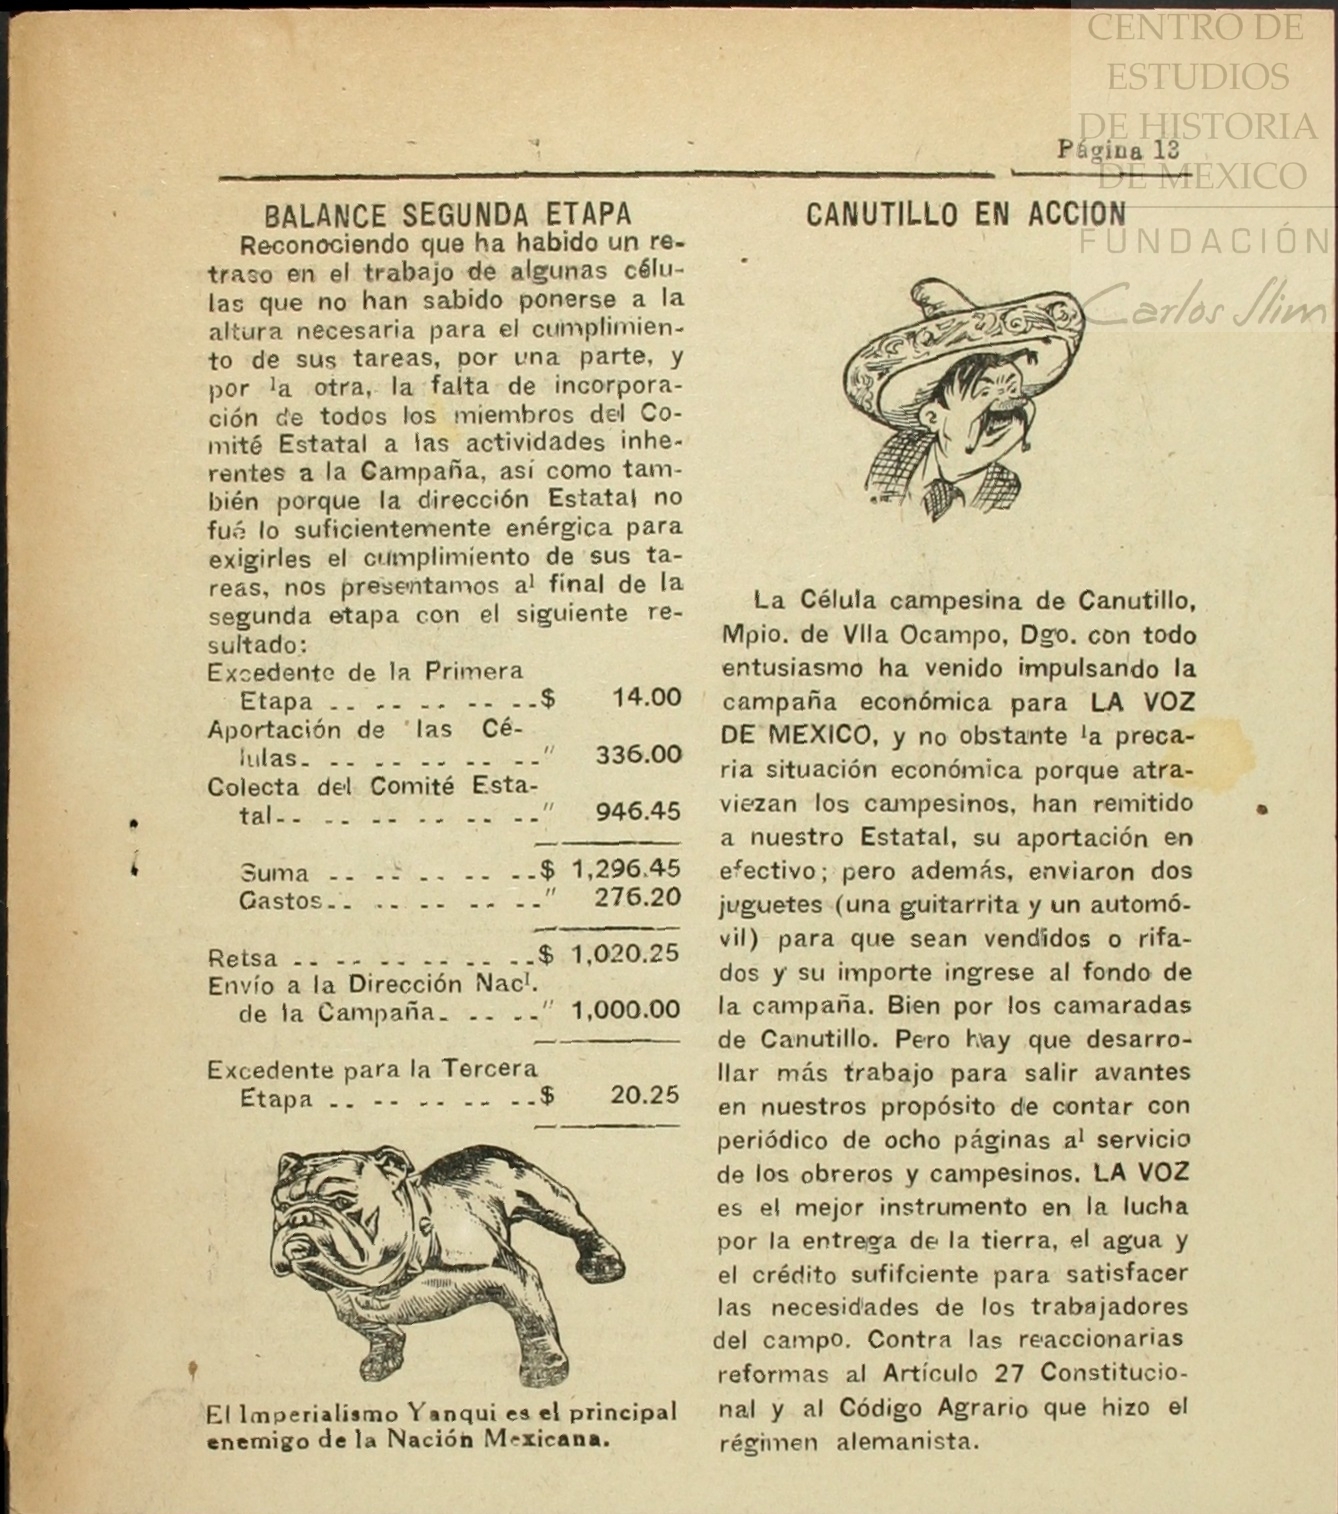 CENTRO DE
ESTUDIOS
DE HISTORIA
DE MEXICO
FUNDACIÓN
Carlos Slim
Página 13
BALANCE SEGUNDA ETAPA
Reconociendo que ha habido un re-
traso en el trabajo de algunas célu-
las que no han sabido ponerse a la
altura necesaria para el cumplimien-
to de sus tareas, por una parte, y
por la otra, la falta de incorpora-
ción de todos los miembros del Co-
mité Estatal a las actividades inhe-
rentes a la Campaña, así como tam-
bién porque la dirección Estatal no
fué lo suficientemente enérgica para
exigirles el cumplimiento de sus ta-
reas, nos presentamos al final de la
segunda etapa con el siguiente re-
sultado:
Excedente de la Primera
Etapa .. -- -- -- -- --$ 14.00
Aportación de las Cé-
lulas- -- -- -- -- --" 336.00
Colecta del Comité Esta-
tal-- -- -- -- -- --" 946.45
Suma -- -- -- -- --$ 1,296.45
Gastos-- -- -- -- --" 276.20
Retsa -- -- -- -- -- --$ 1,020.25
Envío a la Dirección Nacl.
de la Campaña- -- --" 1,000.00
Excedente para la Tercera
Etapa -- -- -- -- --$ 20.25
El Imperialismo Yanqui es el principal
enemigo de la Nación Mexicana.
CANUTILLO EN ACCION
La Célula campesina de Canutillo,
Mpio. de Vlla Ocampo, Dgo. con todo
entusiasmo ha venido impulsando la
campaña económica para LA VOZ
DE MEXICO, y no obstante la preca-
ria situación económica porque atra-
viezan los campesinos, han remitido
a nuestro Estatal, su aportación en
efectivo; pero además, enviaron dos
juguetes (una guitarrita y un automó-
vil) para que sean vendidos o rifa-
dos y su importe ingrese al fondo de
la campaña. Bien por los camaradas
de Canutillo. Pero hay que desarro-
llar más trabajo para salir avantes
en nuestros propósito de contar con
periódico de ocho páginas al servicio
de los obreros y campesinos. LA VOZ
es el mejor instrumento en la lucha
por la entrega de la tierra, el agua y
el crédito sufifciente para satisfacer
las necesidades de los trabajadores
del campo. Contra las reaccionarias
reformas al Artículo 27 Constitucio-
nal y al Código Agrario que hizo el
régimen alemanista.